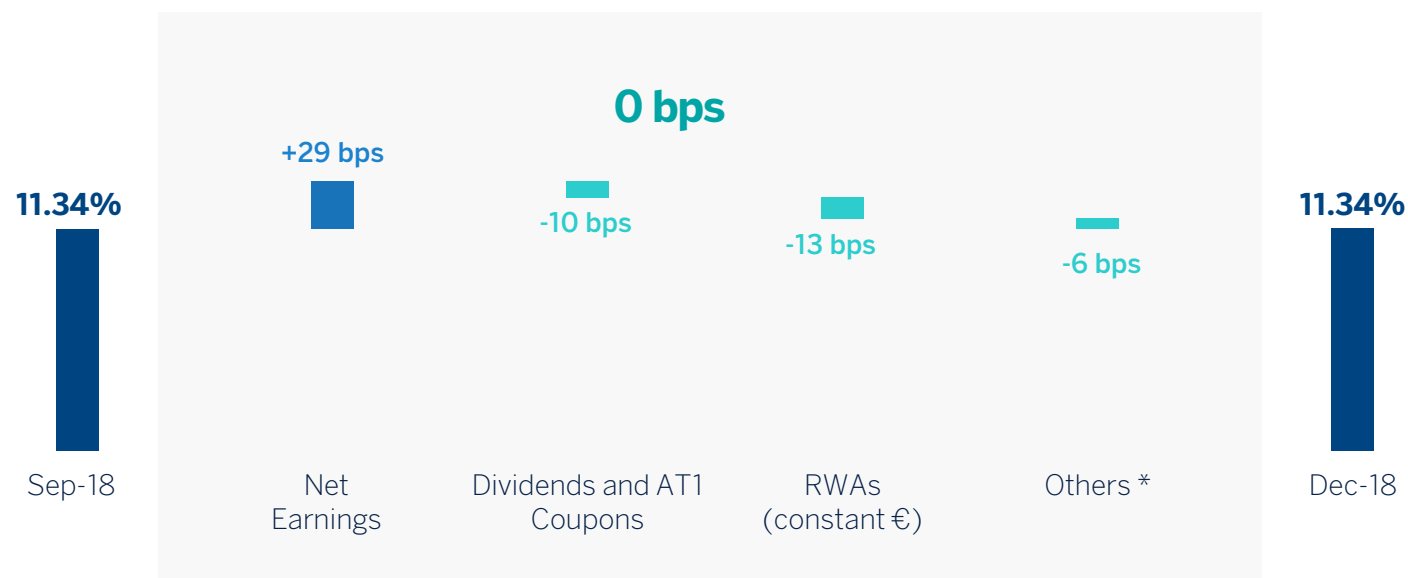 0 bps
11.34%
+29 bps
-10 bps
-13 bps
-6 bps
11.34%
Sep-18
Net
Earnings
Dividends and AT1
Coupons
RWAs
(constant €)
Others *
Dec-18